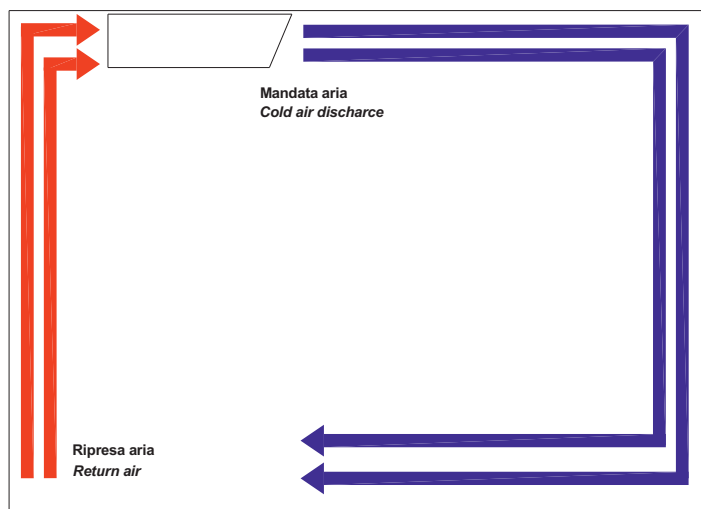 Mandata aria
Cold air discharce
Ripresa aria
Return air